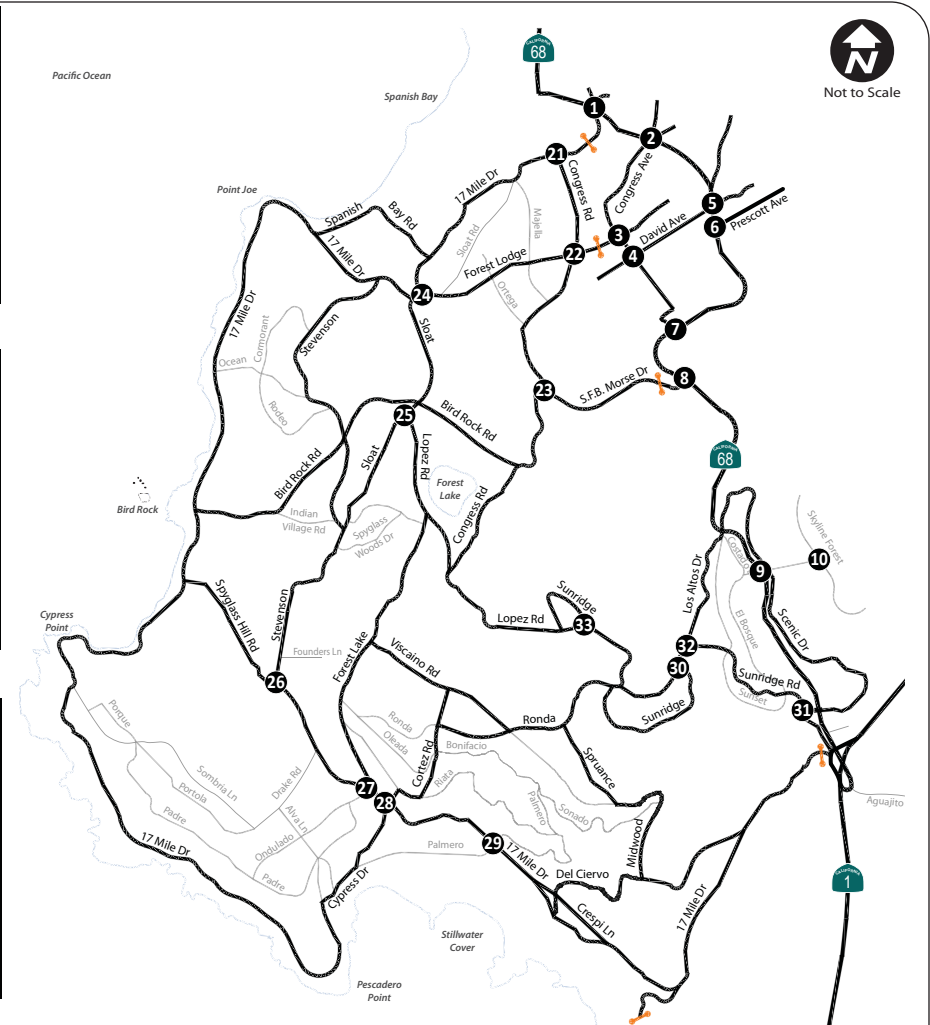 CALIFORNIA
68
N
Not to Scale
Pacific Ocean
Spanish Bay
1
2
21
17 Mile Dr
Congress Rd
Congress Ave
Point Joe
Spanish
Bay Rd
5
David Ave
Prescott Ave
6
3
4
Majella
Sloat Rd
17 Mile Dr
Forest Lodge
22
Ortega
24
17 Mile Dr
Sloat
Stevenson
Cormorant
Ocean
Rodeo
7
8
S.F.B. Morse Dr
23
25
Bird Rock Rd
Sloat
Lopez Rd
Bird Rock Rd
Forest
Lake
Congress Rd
CALIFORNIA
68
Bird Rock
Indian
Village Rd
Spyglass
Woods Dr
Skyline Forest
10
9
Costado
El Bosque
Los Altos Dr
Scenic Dr
Cypress
Point
Spyglass Hill Rd
Stevenson
Founders Ln
Forest Lake
Sunridge
Lopez Rd
33
32
30
26
Viscaino Rd
Sunridge Rd
Sunset
31
Sunridge
Ronda
Ronda
Oleada
Cortez Rd
Bonifacio
Spruance
Porque
Sombria Ln
Portola
Padre
Drake Rd
Alva Ln
Ondulado
Padre
27
28
Riata
Palmero
Sonado
Midwood
Aguajito
17 Mile Dr
Cypress Dr
Palmero
29
17 Mile Dr
Del Ciervo
Crespi Ln
17 Mile Dr
CALIFORNIA
1
Stillwater
Cover
Pescadero
Point